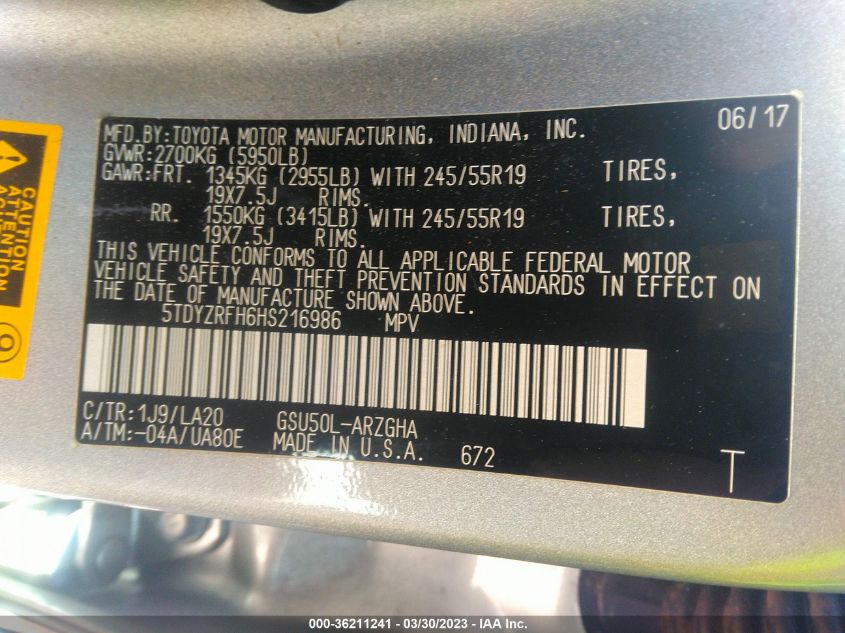 06/17
MFD.BY:TOYOTA MOTOR MANUFACTURING, INDIANA, INC.
GVWR:2700KG (5950LB)
GAWR:FRT. 1345KG (2955LB) WITH 245/55R19 TIRES,
19X7.5J RIMS.
RR. 1550KG (3415LB) WITH 245/55R19 TIRES,
19X7.5J RIMS.
THIS VEHICLE CONFORMS TO ALL APPLICABLE FEDERAL MOTOR
VEHICLE SAFETY AND THEFT PREVENTION STANDARDS IN EFFECT ON
THE DATE OF MANUFACTURE SHOWN ABOVE.
5TDYZRFH6HS216986 MPV
C/TR:1J9/LA20 GSU50L-ARZGHA
A/TM:-04A/UA80E MADE IN U.S.A. 672
T
CAUTION
ATTENTION
000-36211241 - 03/30/2023 - IAA Inc.